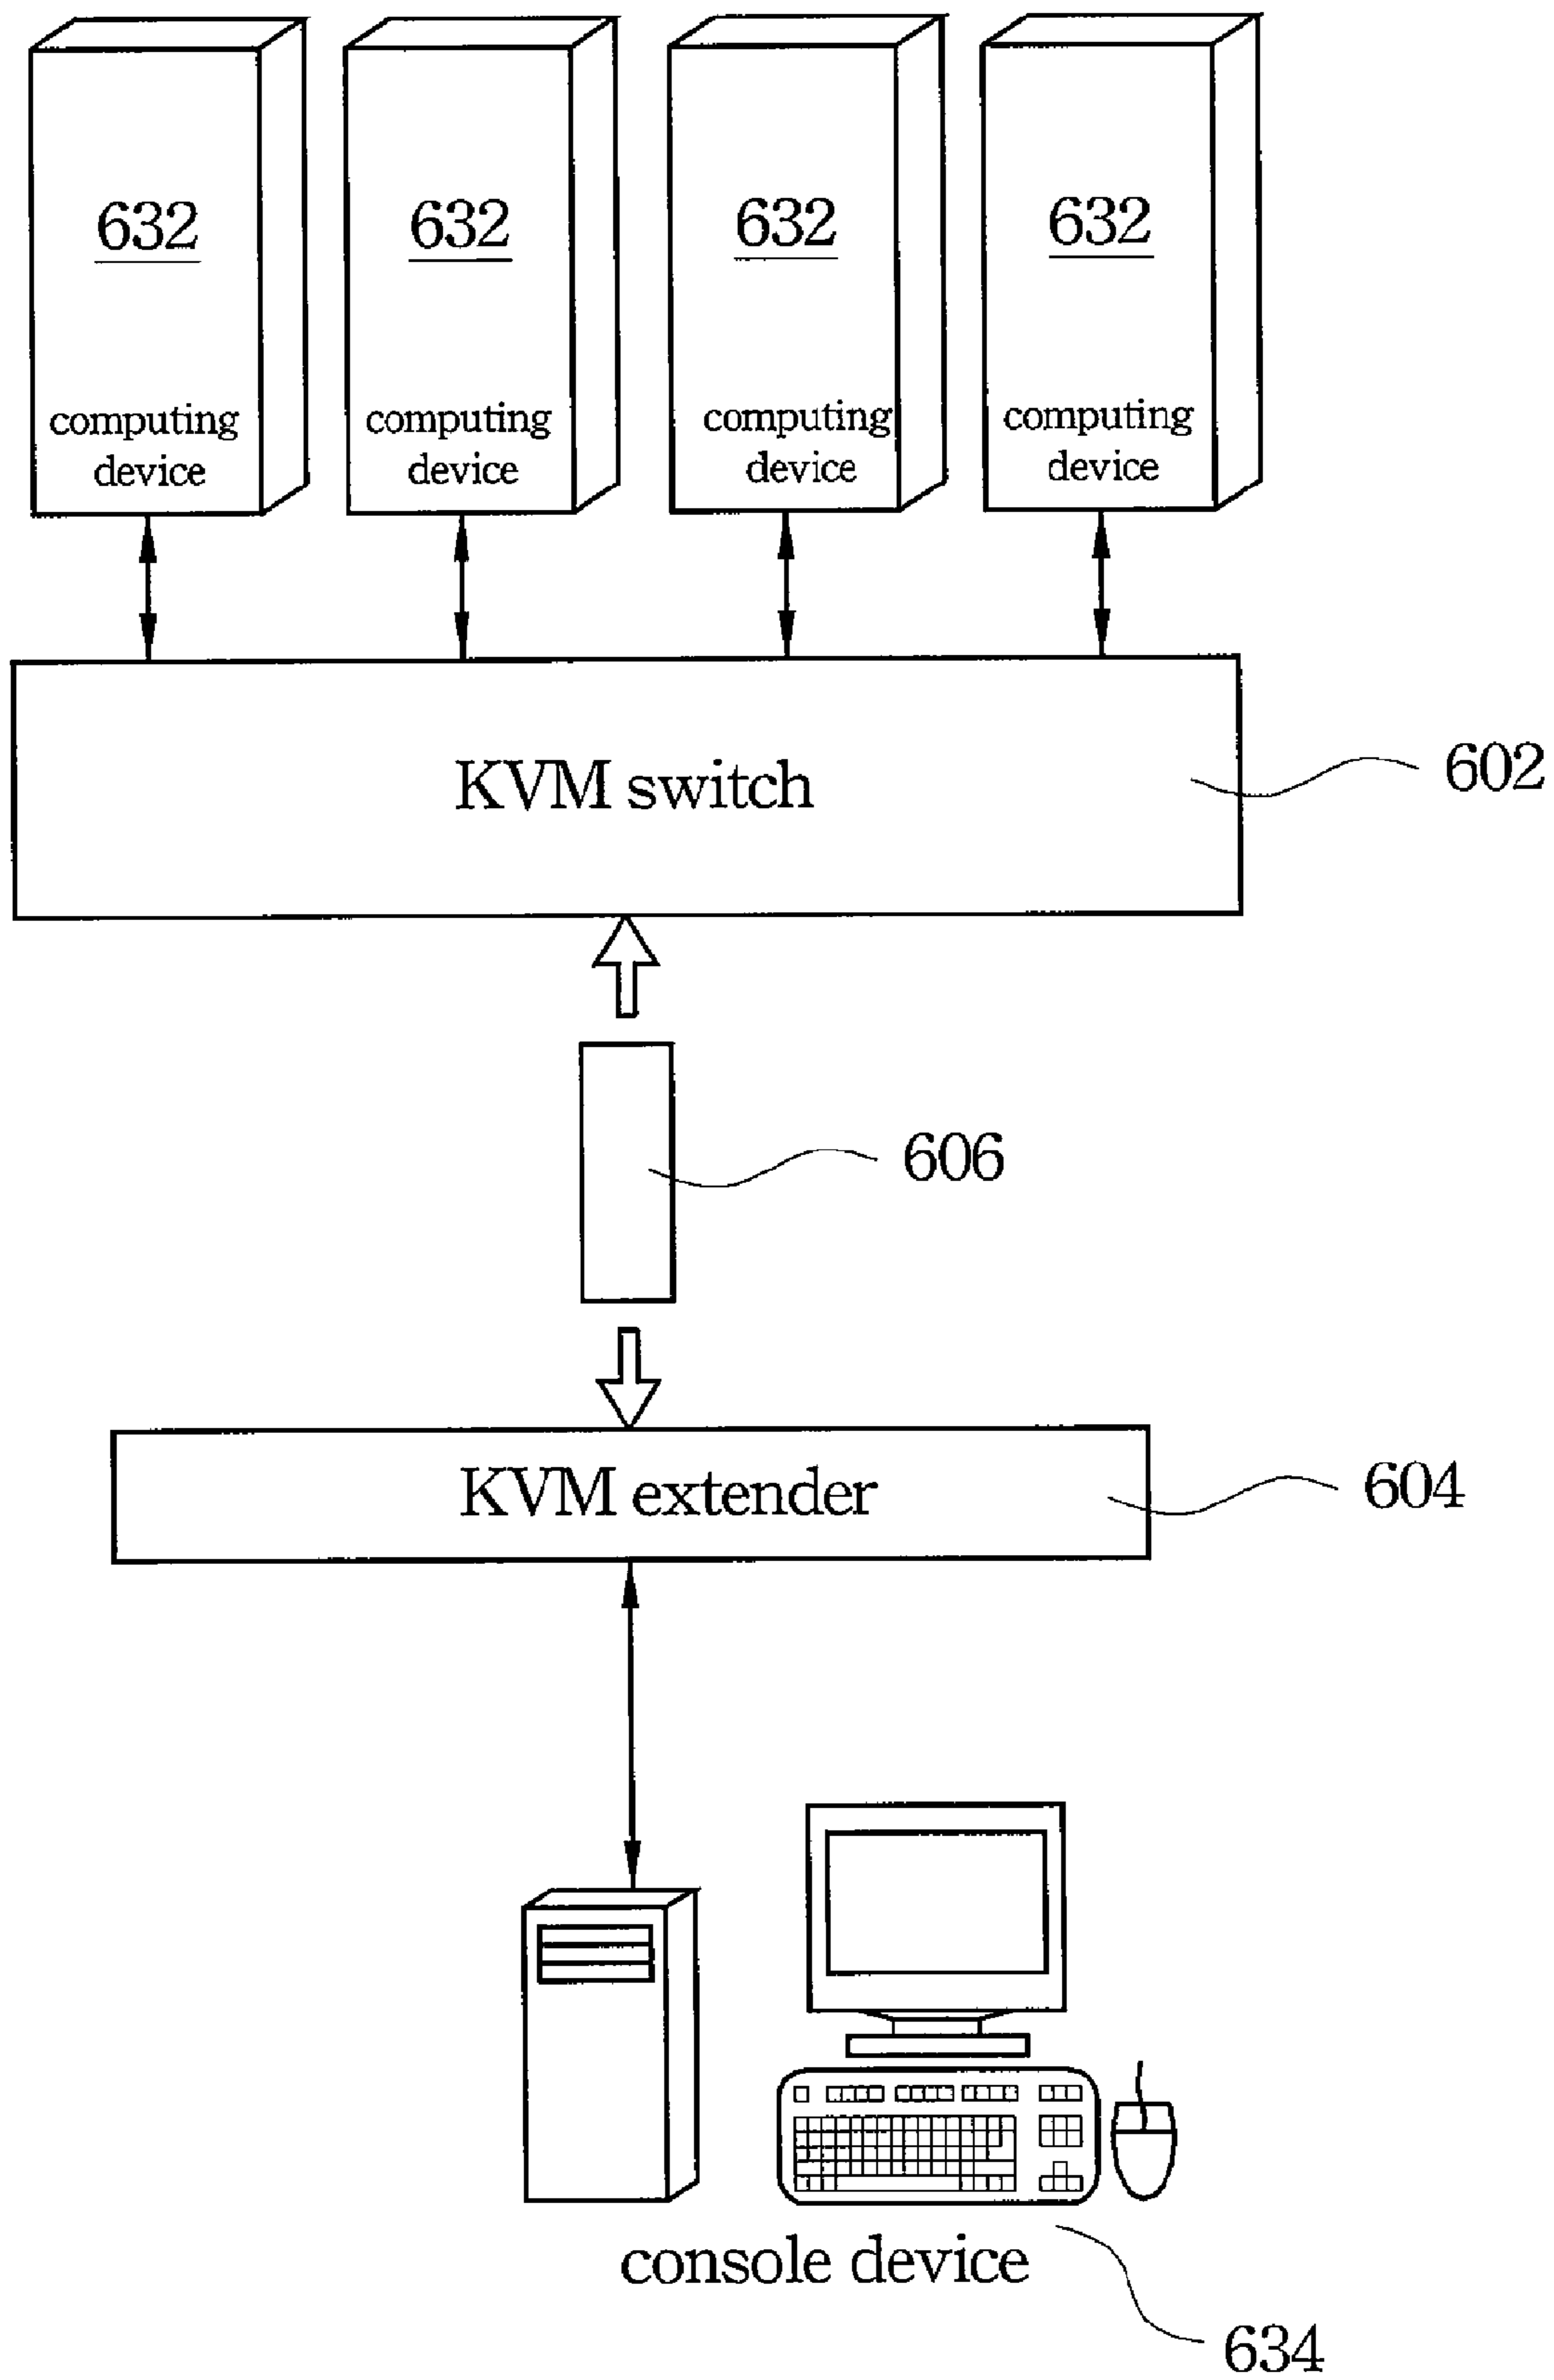 632 632 632 632
computing computing computing computing
device device device device
KVM switch 602
606
KVM extender 604
console device
634